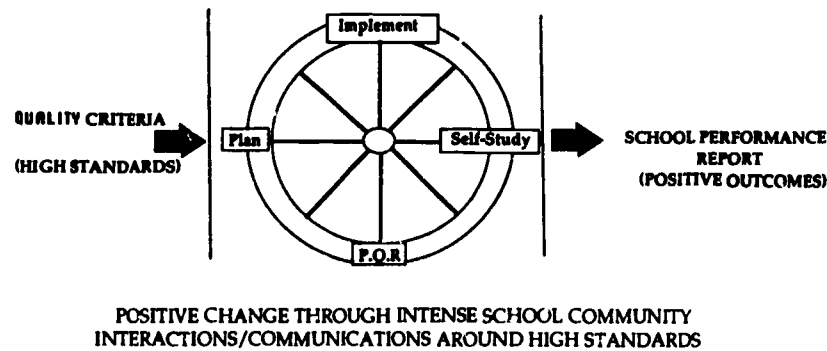 Implement
QUALITY CRITERIA
(HIGH STANDARDS)
Plan
Self-Study
P.Q.R
SCHOOL PERFORMANCE
REPORT
(POSITIVE OUTCOMES)
POSITIVE CHANGE THROUGH INTENSE SCHOOL COMMUNITY
INTERACTIONS/COMMUNICATIONS AROUND HIGH STANDARDS